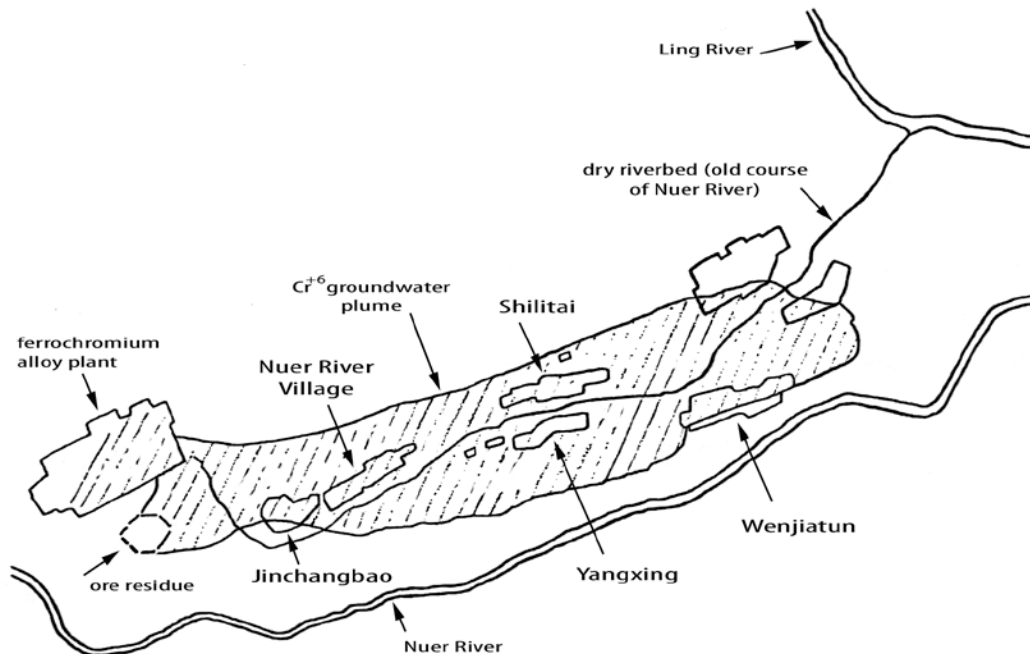 Ling River
dry riverbed (old course
of Nuer River)
Cr+6 groundwater
plume
Shilitai
ferrochromium
alloy plant
Nuer River
Village
Wenjiatun
Yangxing
Jinchangbao
ore residue
Nuer River